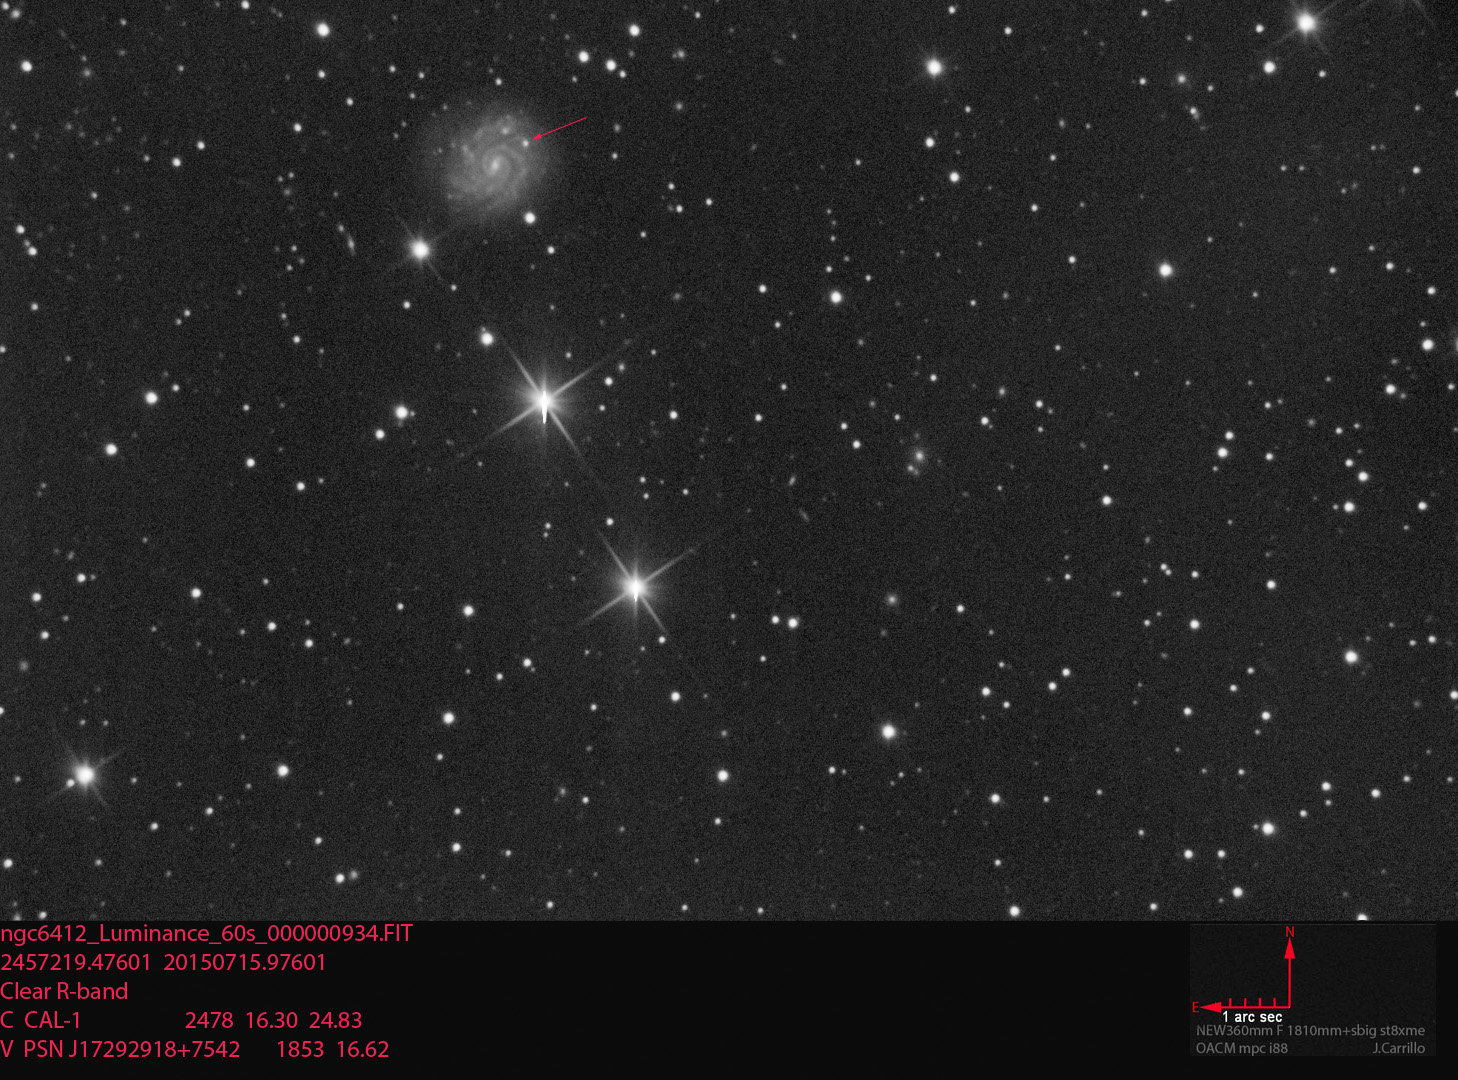 ngc6412_Luminance_60s_000000934.FIT
2457219.47601 20150715.97601
Clear R-band
C CAL-1 2478 16.30 24.83
V PSN J17292918+7542 1853 16.62
N
E
1 arc sec
NEW360mm F 1810mm+sbig st8xme
OACM mpc i88 J.Carrillo